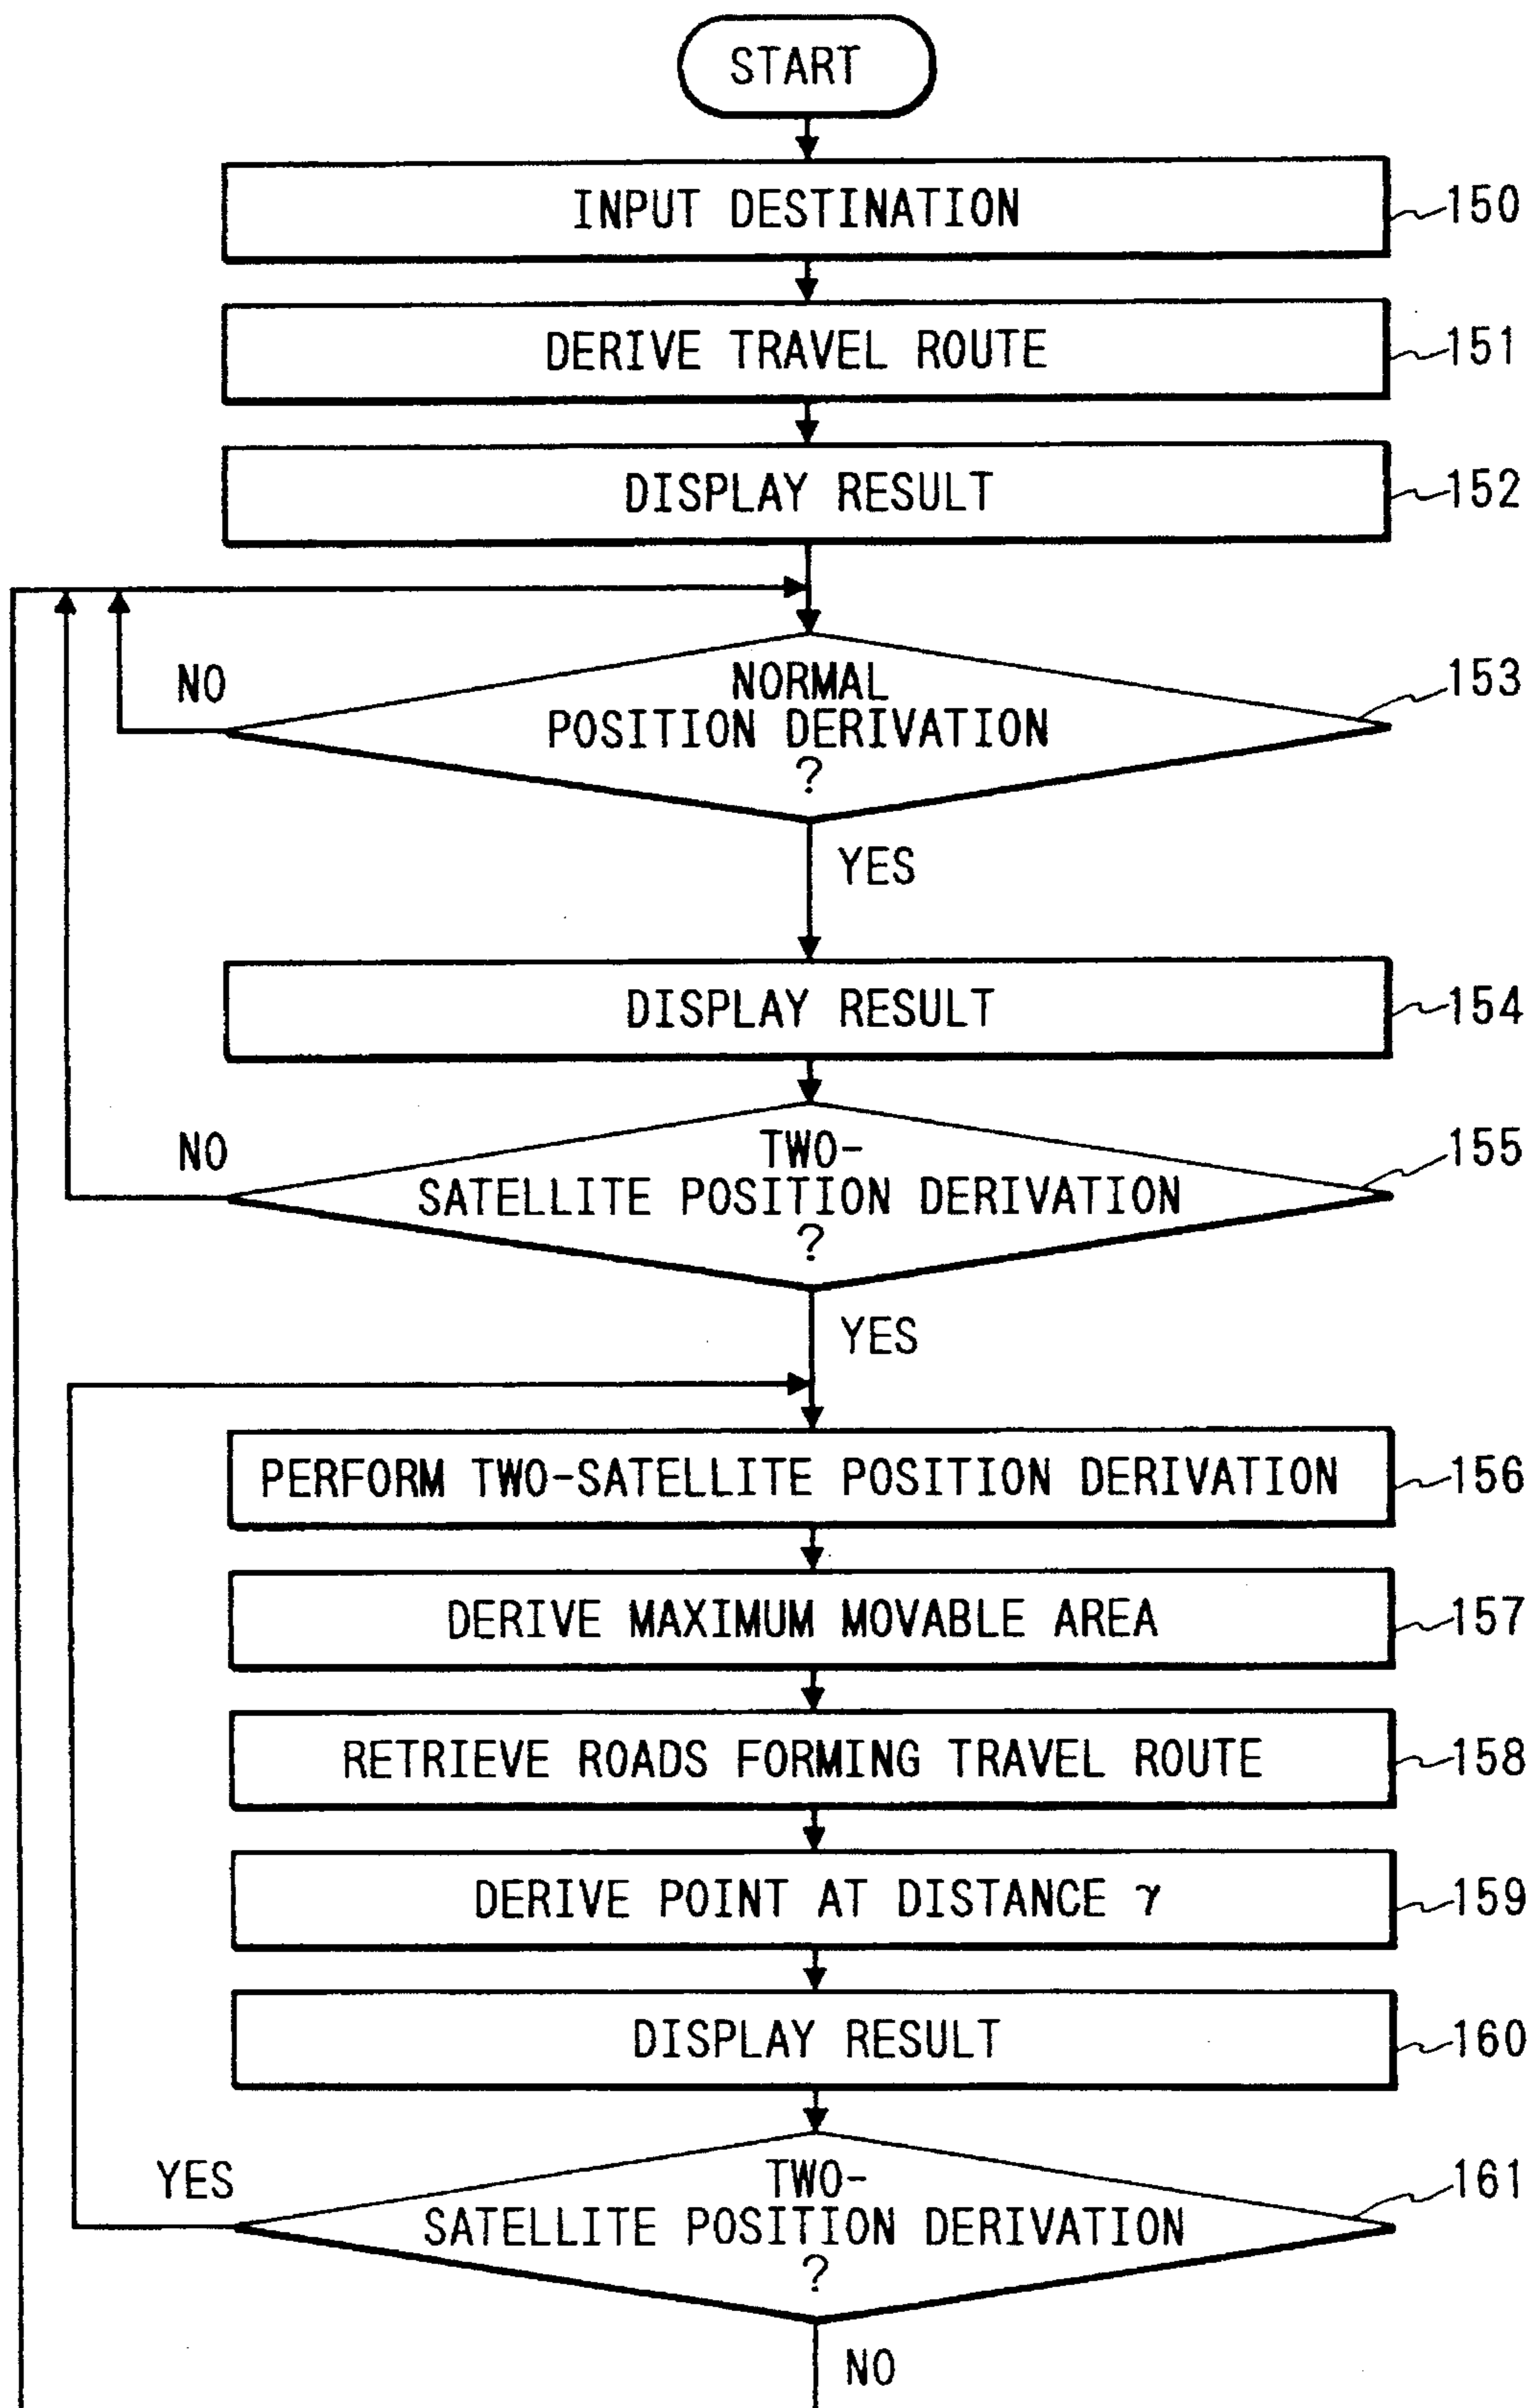 START
INPUT DESTINATION
150
DERIVE TRAVEL ROUTE
151
DISPLAY RESULT
152
NO
NORMAL
POSITION DERIVATION
?
153
YES
DISPLAY RESULT
154
NO
TWO-
SATELLITE POSITION DERIVATION
?
155
YES
PERFORM TWO-SATELLITE POSITION DERIVATION
156
DERIVE MAXIMUM MOVABLE AREA
157
RETRIEVE ROADS FORMING TRAVEL ROUTE
158
DERIVE POINT AT DISTANCE γ
159
DISPLAY RESULT
160
YES
TWO-
SATELLITE POSITION DERIVATION
?
161
NO